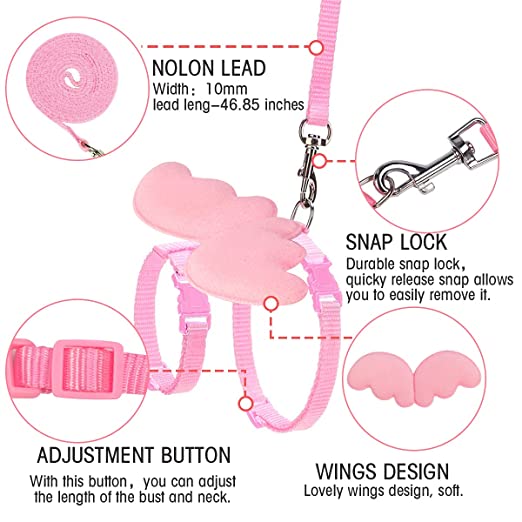 NOLON LEAD
Width: 10mm
lead leng-46.85 inches
SNAP LOCK
Durable snap lock,
quicky release snap allows
you to easily remove it.
ADJUSTMENT BUTTON
With this button, you can adjust
the length of the bust and neck.
WINGS DESIGN
Lovely wings design, soft.